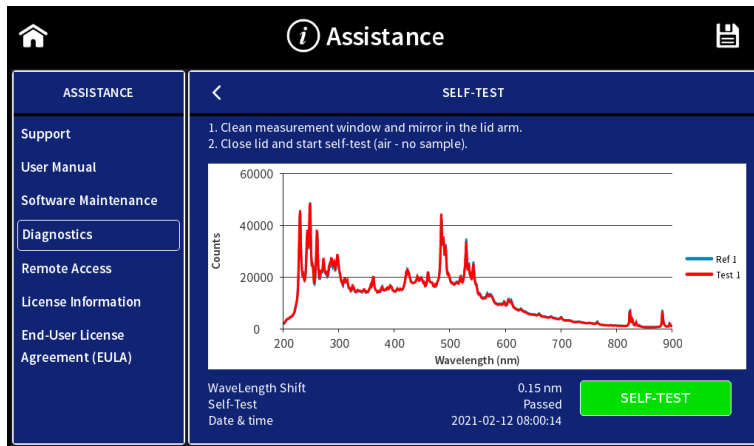 Assistance
ASSISTANCE
Support
User Manual
Software Maintenance
Diagnostics
Remote Access
License Information
End-User License
Agreement (EULA)
SELF-TEST
1. Clean measurement window and mirror in the lid arm.
2. Close lid and start self-test (air - no sample).
60000
40000
20000
0
Counts
200 300 400 500 600 700 800 900
Wavelength (nm)
Ref 1
Test 1
WaveLength Shift 0.15 nm
Self-Test Passed
Date & time 2021-02-12 08:00:14
SELF-TEST